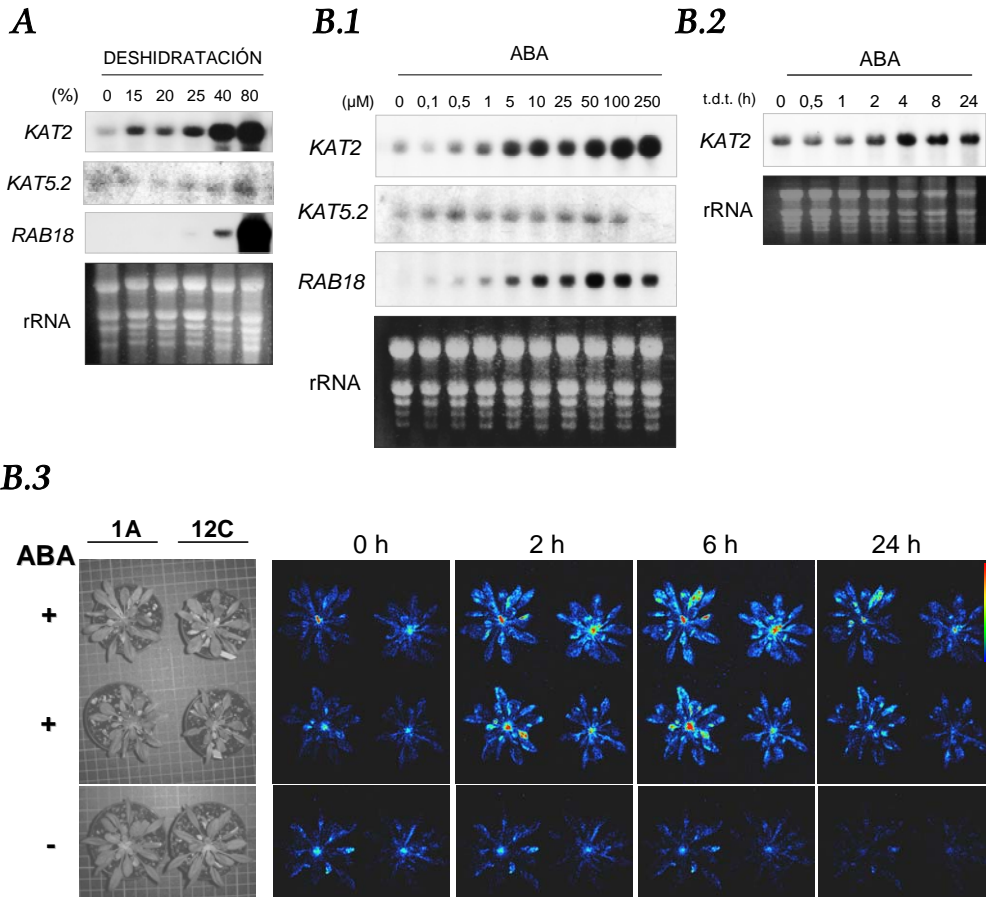 A
DESHIDRATACIÓN
(%) 0 15 20 25 40 80
KAT2
KAT5.2
RAB18
rRNA
B.1
ABA
(µM) 0 0,1 0,5 1 5 10 25 50 100 250
KAT2
KAT5.2
RAB18
rRNA
B.2
ABA
t.d.t. (h) 0 0,5 1 2 4 8 24
KAT2
rRNA
B.3
1A 12C
ABA
0 h 2 h 6 h 24 h
+
+
-